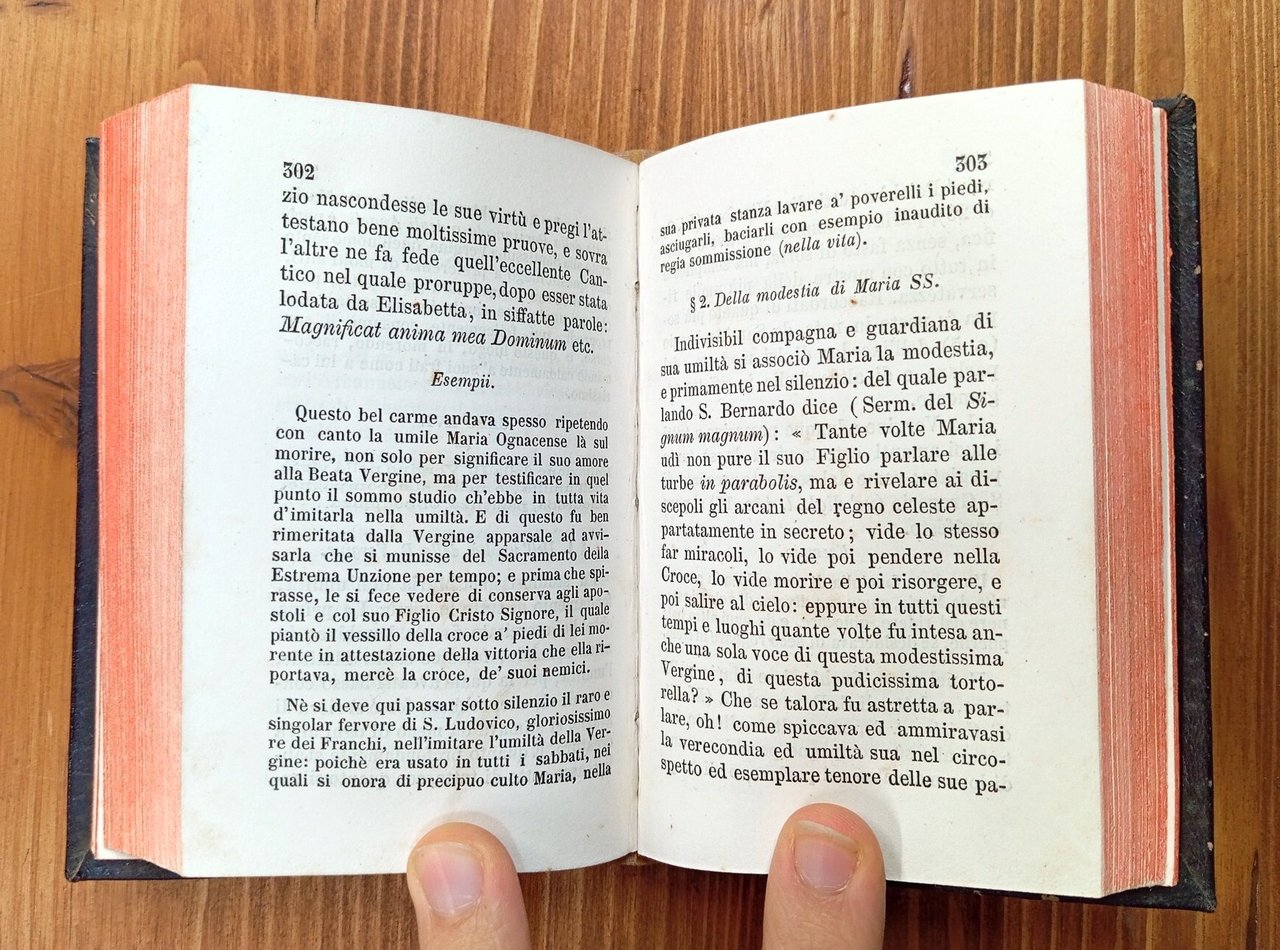 302
zio nascondesse le sue virtù e pregi l'at-
testano bene moltissime pruove, e sovra
l'altre ne fa fede quell'eccellente Can-
tico nel quale proruppe, dopo esser stata
lodata da Elisabetta, in siffatte parole:
Magnificat anima mea Dominum etc.
Esempii.
Questo bel carme andava spesso ripetendo
con canto la umile Maria Ognacense là sul
morire, non solo per significare il suo amore
alla Beata Vergine, ma per testificare in quel
punto il sommo studio ch'ebbe in tutta vita
d'imitarla nella umiltà. E di questo fu ben
rimeritata dalla Vergine apparsale ad avvi-
sarla che si munisse del Sacramento della
Estrema Unzione per tempo; e prima che spi-
rasse, le si fece vedere di conserva agli apo-
stoli e col suo Figlio Cristo Signore, il quale
piantò il vessillo della croce a' piedi di lei mo-
rente in attestazione della vittoria che ella ri-
portava, mercè la croce, de' suoi nemici.
Nè si deve qui passar sotto silenzio il raro e
singolar fervore di S. Ludovico, gloriosissimo
re dei Franchi, nell'imitare l'umiltà della Ver-
gine: poichè era usato in tutti i sabbati, nei
quali si onora di precipuo culto Maria, nella
303
sua privata stanza lavare a' poverelli i piedi,
asciugarli, baciarli con esempio inaudito di
regia sommissione (nella vita).
§ 2. Della modestia di Maria SS.
Indivisibil compagna e guardiana di
sua umiltà si associò Maria la modestia,
e primamente nel silenzio: del quale par-
lando S. Bernardo dice (Serm. del Si-
gnum magnum): « Tante volte Maria
udì non pure il suo Figlio parlare alle
turbe in parabolis, ma e rivelare ai di-
scepoli gli arcani del regno celeste ap-
partatamente in secreto; vide lo stesso
far miracoli, lo vide poi pendere nella
Croce, lo vide morire e poi risorgere, e
poi salire al cielo: eppure in tutti questi
tempi e luoghi quante volte fu intesa an-
che una sola voce di questa modestissima
Vergine, di questa pudicissima torto-
rella? » Che se talora fu astretta a par-
lare, oh! come spiccava ed ammiravasi
la verecondia ed umiltà sua nel circo-
spetto ed esemplare tenore delle sue pa-